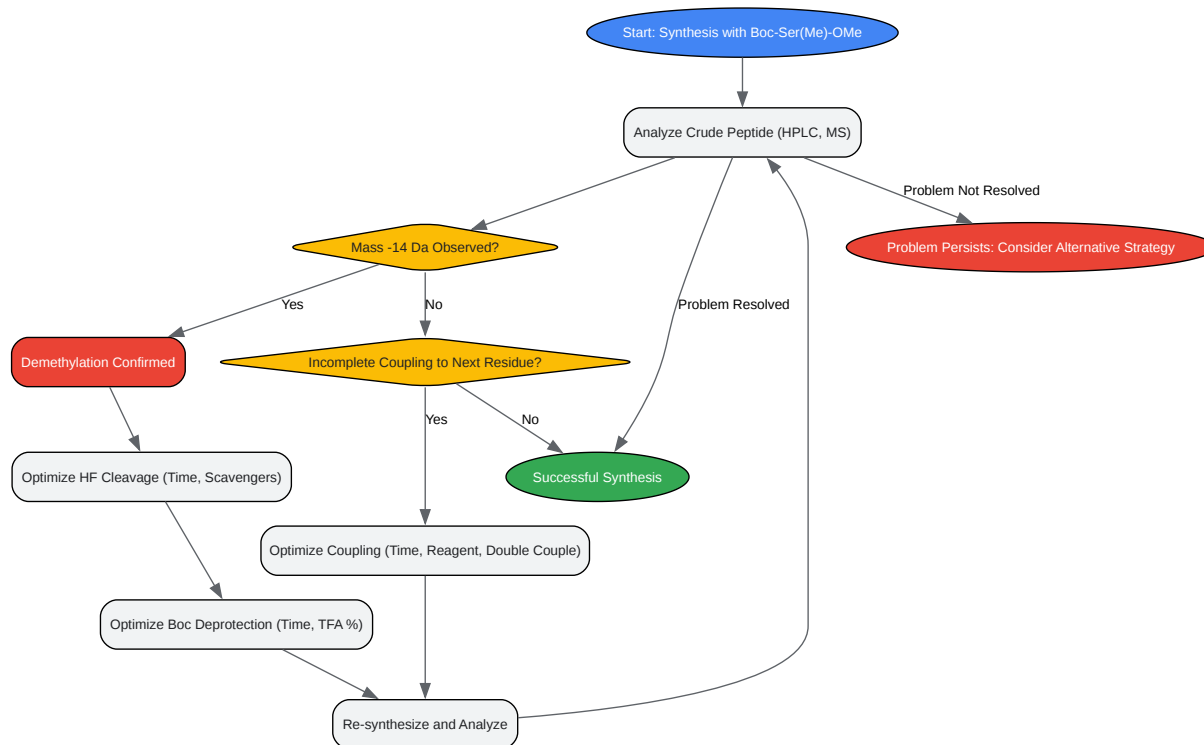 Start: Synthesis with Boc-Ser(Me)-OMe
Analyze Crude Peptide (HPLC, MS)
Problem Not Resolved
Mass -14 Da Observed?
Problem Persists: Consider Alternative Strategy
Yes
No
Problem Resolved
Demethylation Confirmed
Incomplete Coupling to Next Residue?
Yes
No
Optimize HF Cleavage (Time, Scavengers)
Successful Synthesis
Optimize Coupling (Time, Reagent, Double Couple)
Optimize Boc Deprotection (Time, TFA %)
Re-synthesize and Analyze